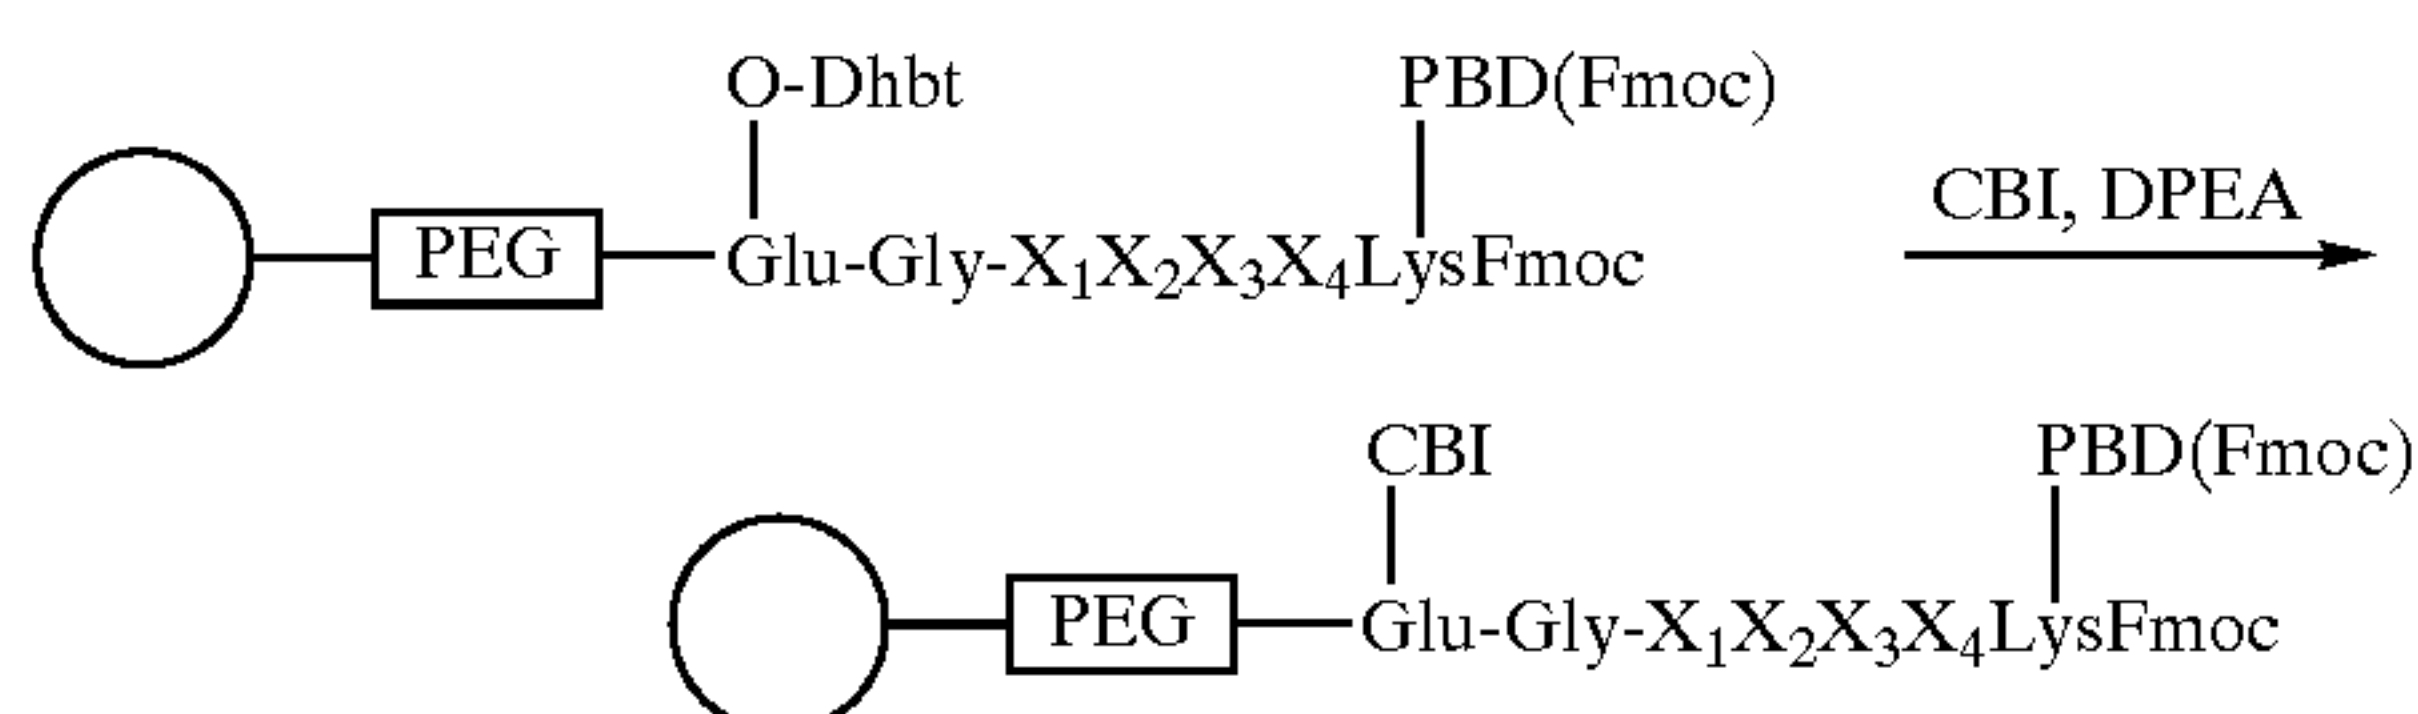 O-Dhbt PBD(Fmoc)
PEG Glu-Gly-X₁X₂X₃X₄LysFmoc CBI, DPEA
CBI PBD(Fmoc)
PEG Glu-Gly-X₁X₂X₃X₄LysFmoc